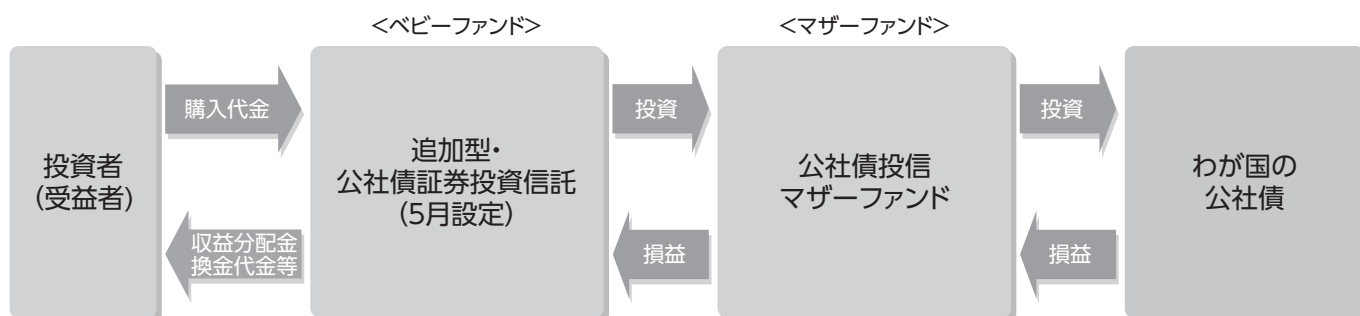 <ベビーファンド>
<マザーファンド>
投資者
(受益者)
購入代金
収益分配金
換金代金等
追加型・
公社債証券投資信託
(5月設定)
投資
損益
公社債投信
マザーファンド
投資
損益
わが国の
公社債